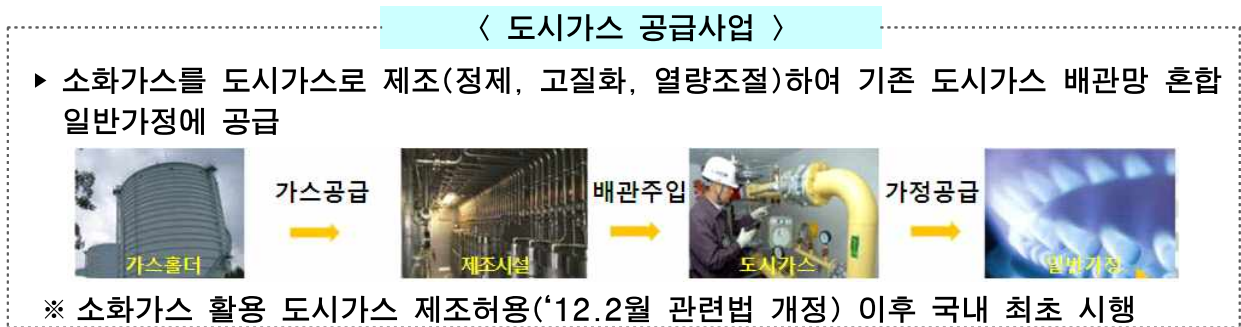 〈 도시가스 공급사업 〉
▶ 소화가스를 도시가스로 제조(정제, 고질화, 열량조절)하여 기존 도시가스 배관망 혼합
일반가정에 공급
가스공급 배관주입 가정공급
가스홀더 제조시설 도시가스 일반가정
※ 소화가스 활용 도시가스 제조허용(‘12.2월 관련법 개정) 이후 국내 최초 시행